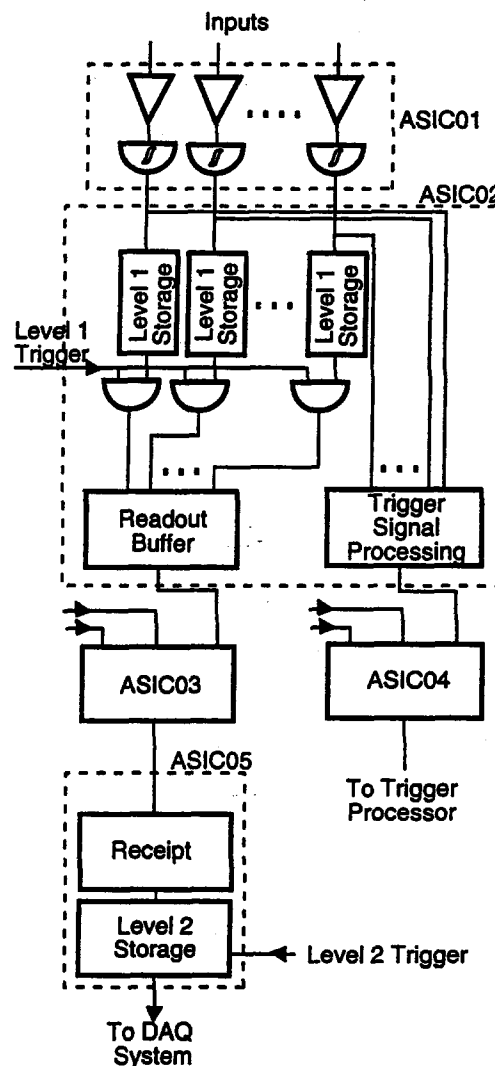 Inputs
ASIC01
ASIC02
Level 1
Storage
Level 1
Storage
Level 1
Storage
Level 1
Trigger
Readout
Buffer
Trigger
Signal
Processing
ASIC03
ASIC04
ASIC05
To Trigger
Processor
Receipt
Level 2
Storage
Level 2 Trigger
To DAQ
System